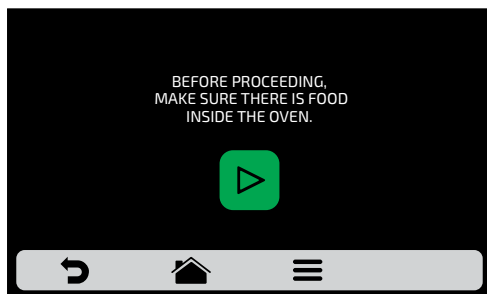 BEFORE PROCEEDING,
MAKE SURE THERE IS FOOD
INSIDE THE OVEN.